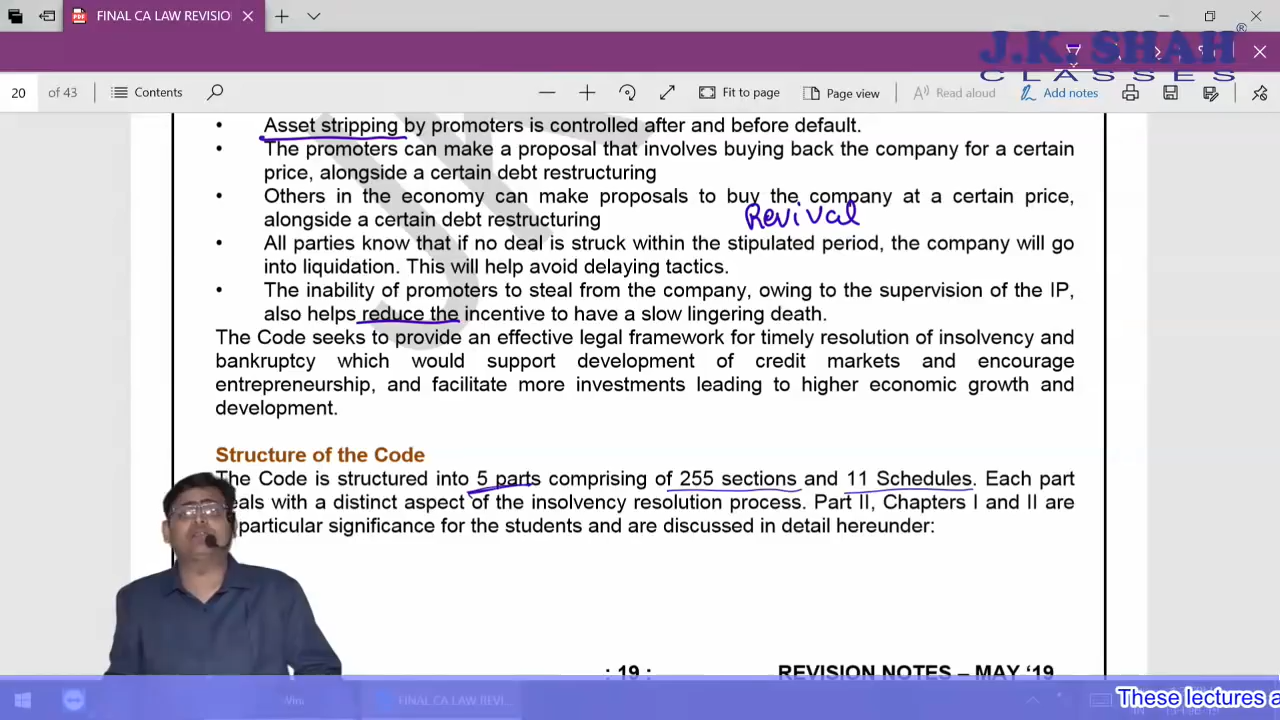 FINAL CA LAW REVISIO
J.K. SHAH ®
CLASSES
20 of 43 Contents Fit to page Page view Read aloud Add notes
• Asset stripping by promoters is controlled after and before default.
• The promoters can make a proposal that involves buying back the company for a certain
price, alongside a certain debt restructuring
• Others in the economy can make proposals to buy the company at a certain price,
alongside a certain debt restructuring
Revival
• All parties know that if no deal is struck within the stipulated period, the company will go
into liquidation. This will help avoid delaying tactics.
• The inability of promoters to steal from the company, owing to the supervision of the IP,
also helps reduce the incentive to have a slow lingering death.
The Code seeks to provide an effective legal framework for timely resolution of insolvency and
bankruptcy which would support development of credit markets and encourage
entrepreneurship, and facilitate more investments leading to higher economic growth and
development.
Structure of the Code
The Code is structured into 5 parts comprising of 255 sections and 11 Schedules. Each part
eals with a distinct aspect of the insolvency resolution process. Part II, Chapters I and II are
particular significance for the students and are discussed in detail hereunder:
: 19 : REVISION NOTES – MAY ‘19
FINAL CA LAW REVI...
These lectures a